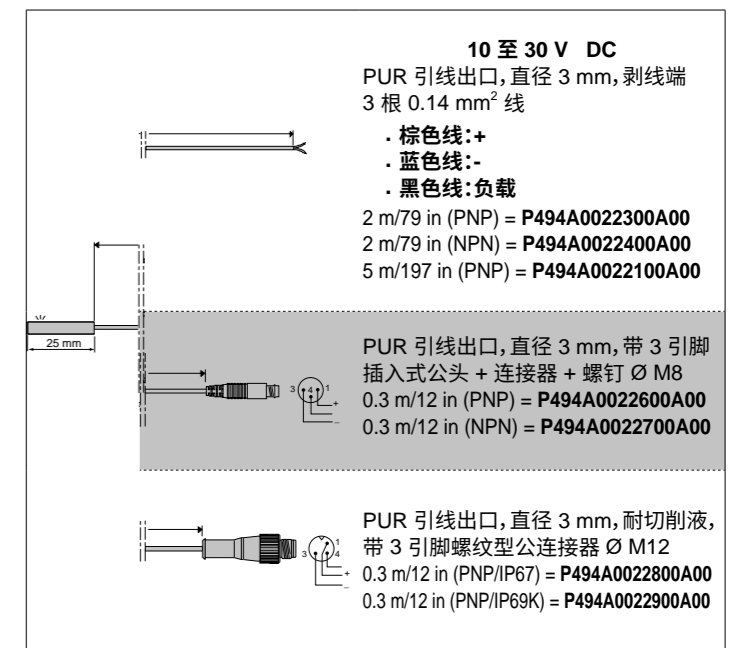 10 至 30 V DC
PUR 引线出口，直径 3 mm，剥线端
3 根 0.14 mm² 线
· 棕色线：+
· 蓝色线：-
· 黑色线：负载
2 m/79 in (PNP) = P494A0022300A00
2 m/79 in (NPN) = P494A0022400A00
5 m/197 in (PNP) = P494A0022100A00
25 mm
PUR 引线出口，直径 3 mm，带 3 引脚
插入式公头 + 连接器 + 螺钉 Ø M8
0.3 m/12 in (PNP) = P494A0022600A00
0.3 m/12 in (NPN) = P494A0022700A00
3 4 1
+
–
PUR 引线出口，直径 3 mm，耐切削液，
带 3 引脚螺纹型公连接器 Ø M12
0.3 m/12 in (PNP/IP67) = P494A0022800A00
0.3 m/12 in (PNP/IP69K) = P494A0022900A00
1
3 4
+
–